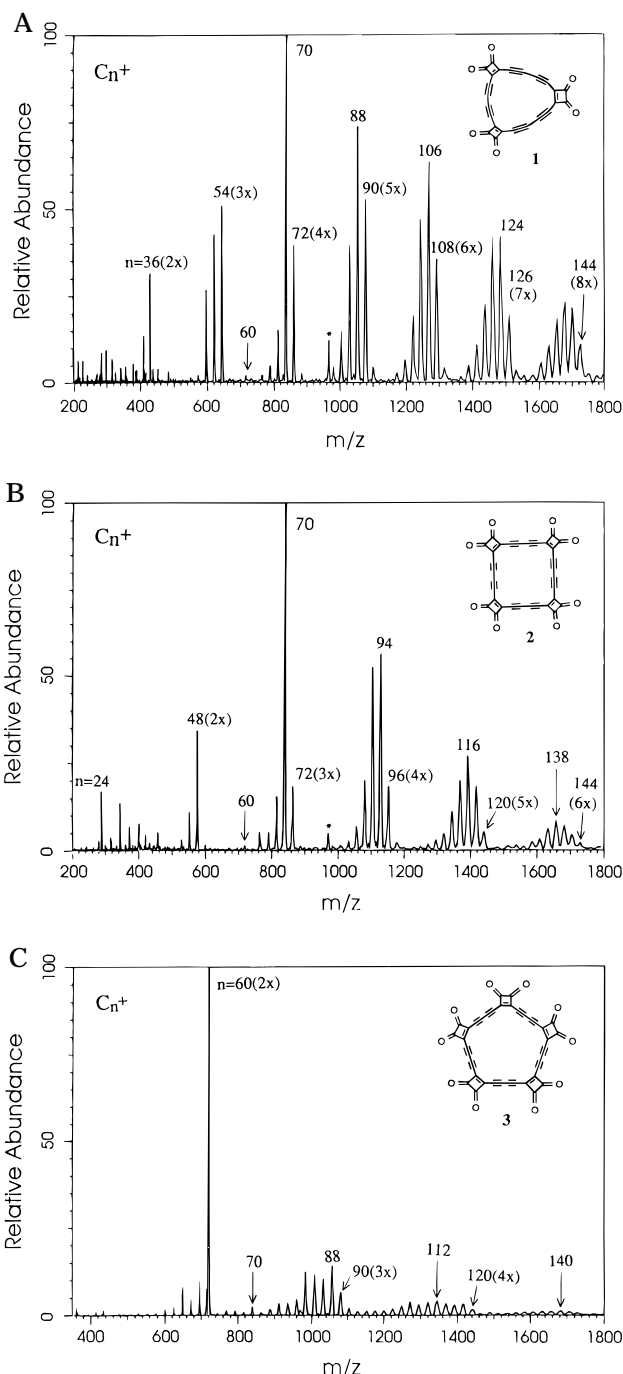 A
Cn+
Relative Abundance
100
50
0
70
88
106
54(3x)
90(5x)
72(4x)
n=36(2x)
108(6x)
124
126
(7x)
144
(8x)
60
*
O O
O
O
O
O
1
200 400 600 800 1000 1200 1400 1600 1800
m/z
B
Cn+
Relative Abundance
100
50
0
70
94
48(2x)
72(3x)
96(4x)
n=24
60
*
116
120(5x)
138
144
(6x)
O O
O O
O O
O O
2
200 400 600 800 1000 1200 1400 1600 1800
m/z
C
Cn+
Relative Abundance
100
50
0
n=60(2x)
70
88
90(3x)
112
120(4x)
140
O O
O O
O O
O O
O O
3
400 600 800 1000 1200 1400 1600 1800
m/z